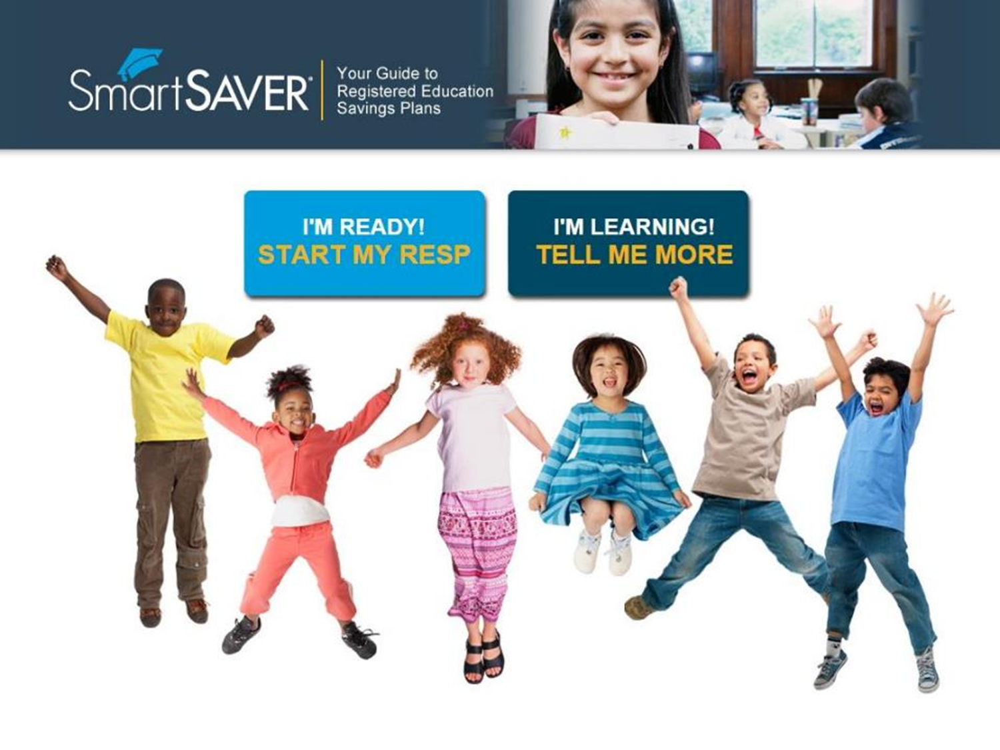 SmartSAVER®
Your Guide to
Registered Education
Savings Plans
I'M READY!
START MY RESP
I'M LEARNING!
TELL ME MORE